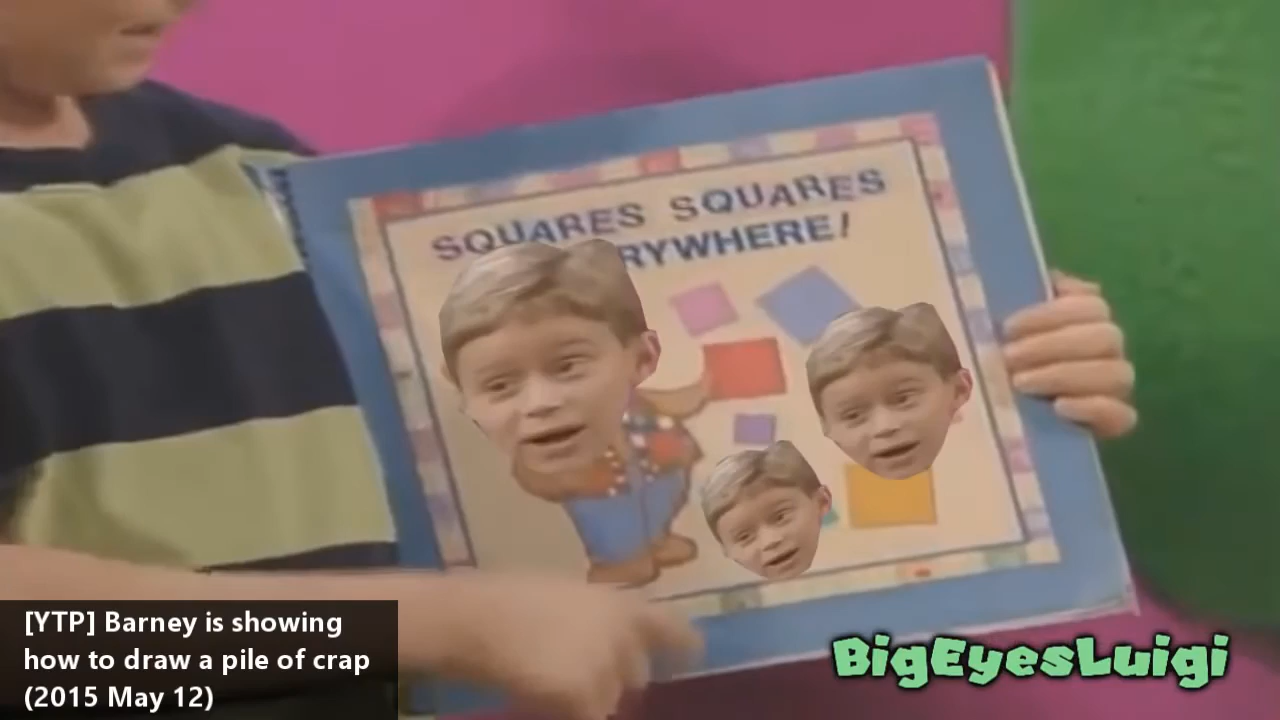 SQUARES SQUARES
RYWHERE!
[YTP] Barney is showing
how to draw a pile of crap
(2015 May 12)
BigEyesLuigi